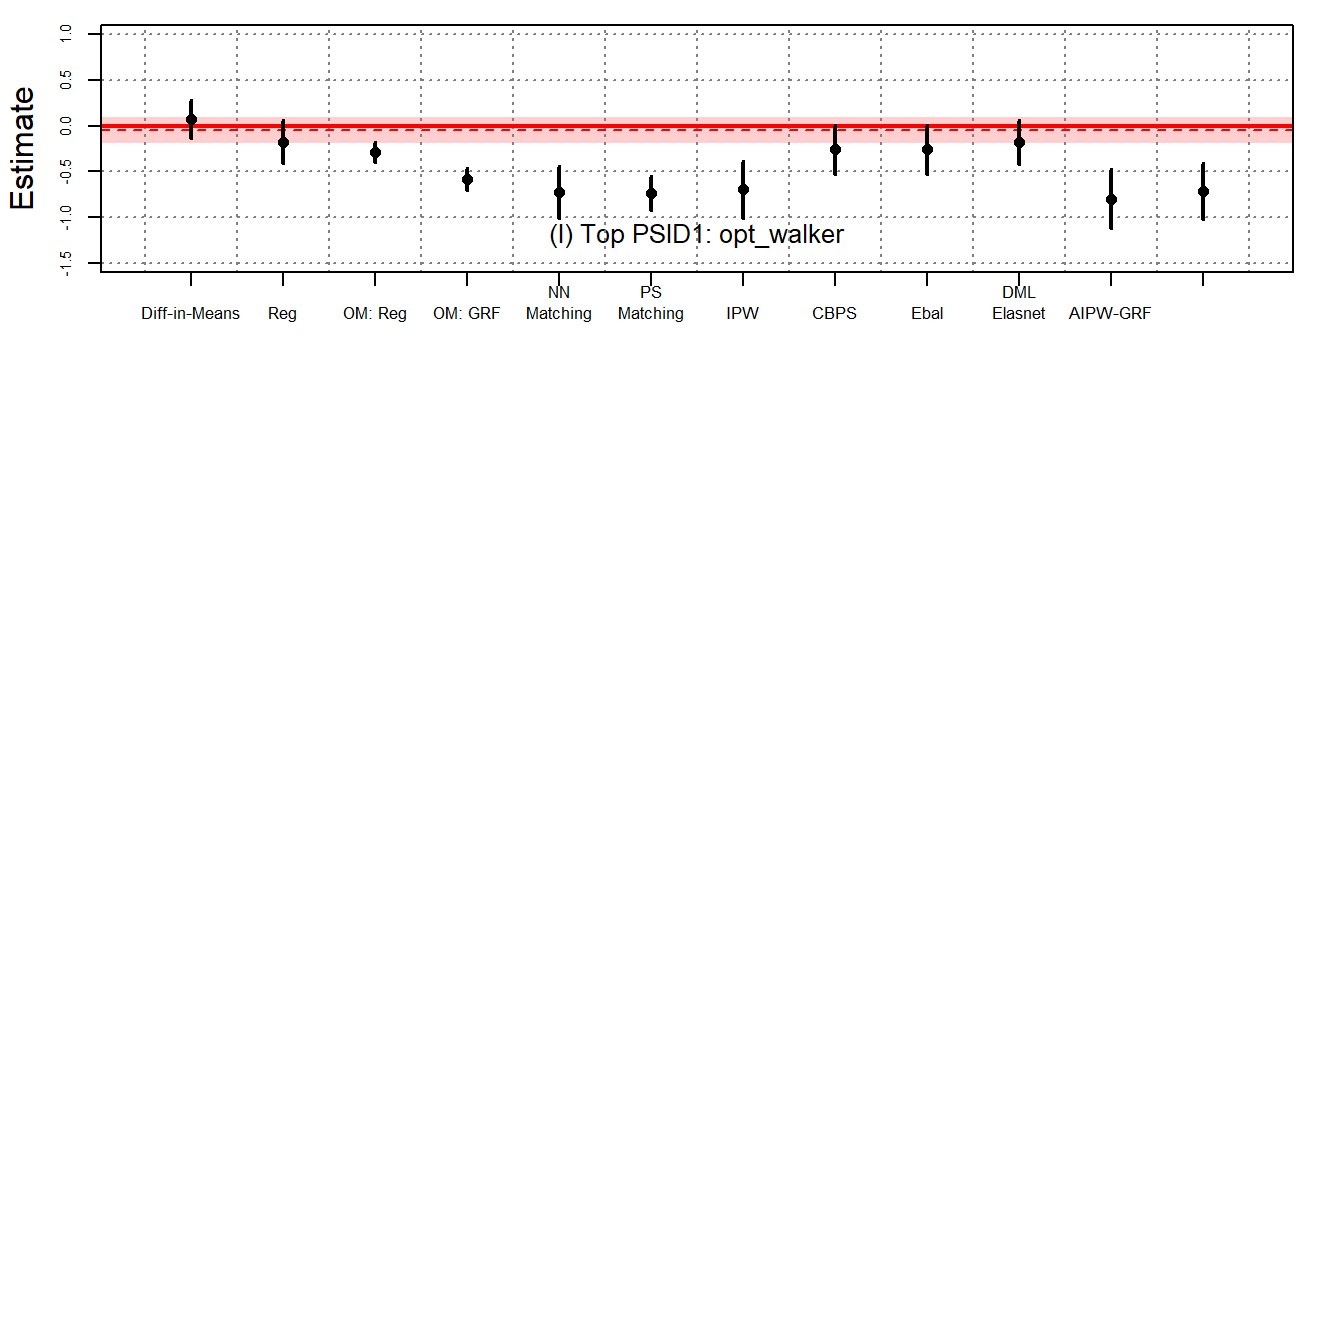 Estimate
1.0
0.5
0.0
-0.5
-1.0
-1.5
(I) Top PSID1: opt_walker
Diff-in-Means
Reg
OM: Reg
OM: GRF
NN
Matching
PS
Matching
IPW
CBPS
Ebal
DML
Elasnet
AIPW-GRF